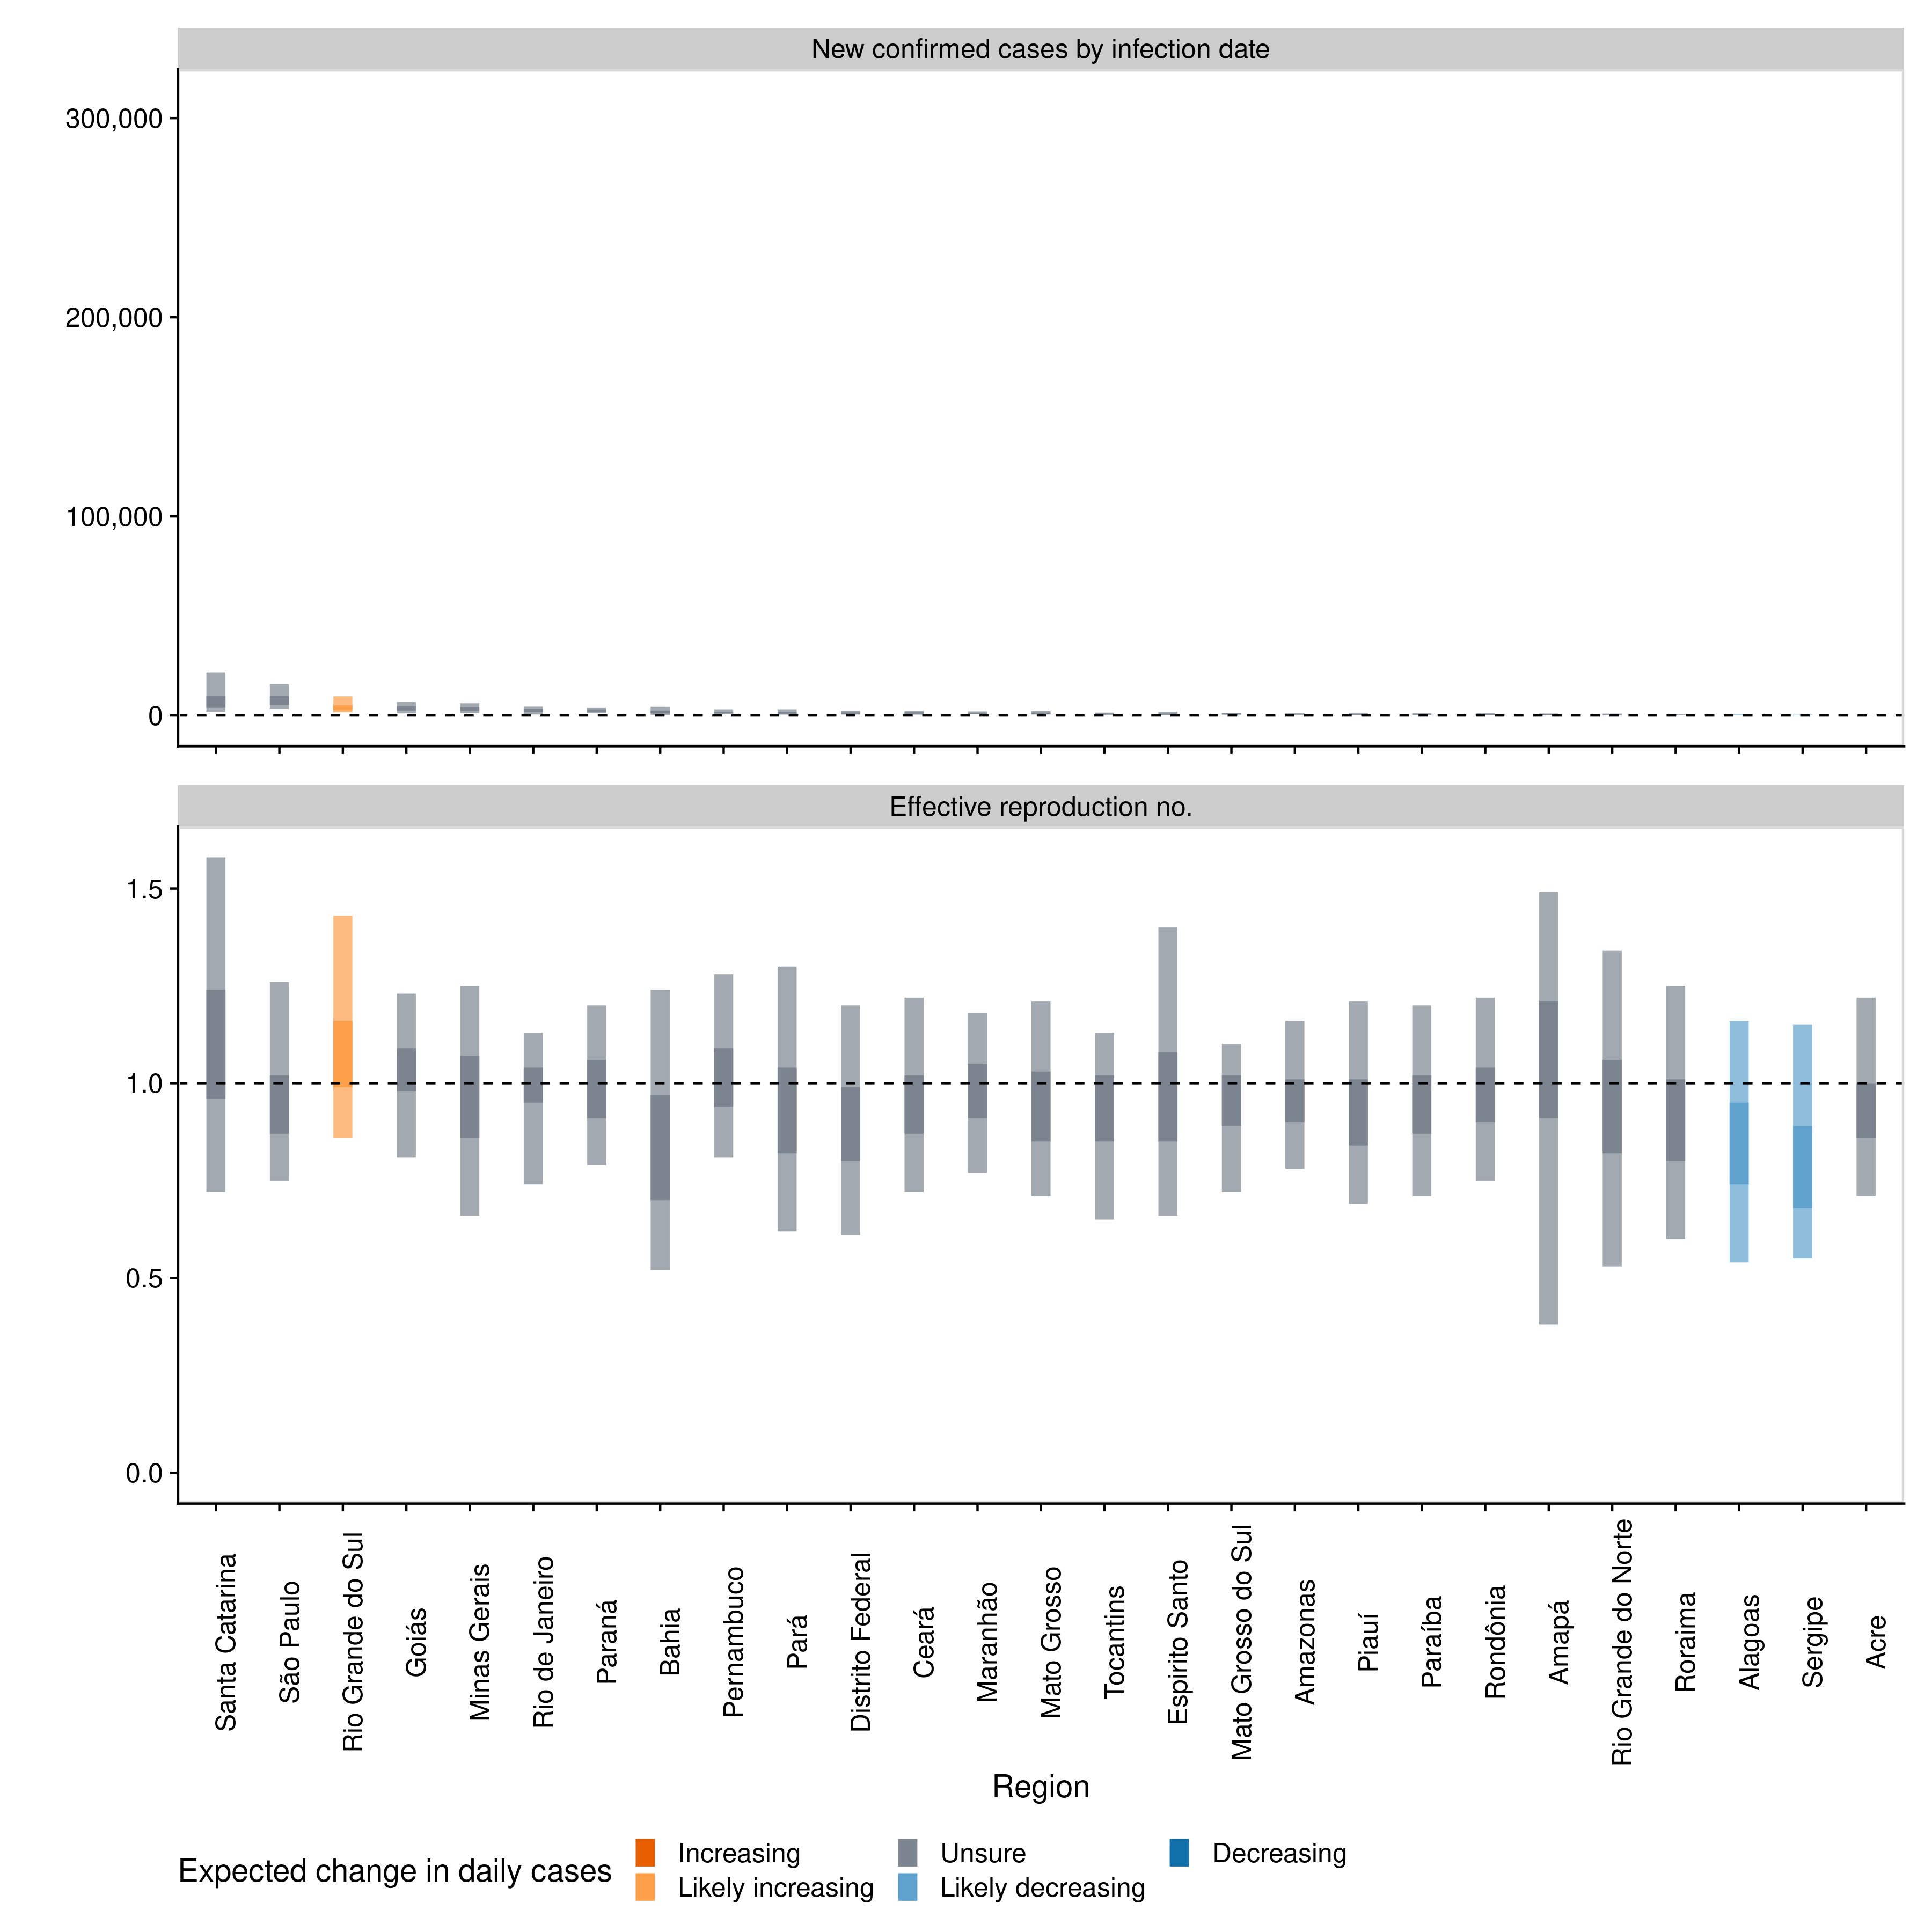 New confirmed cases by infection date
300,000
200,000
100,000
0
Effective reproduction no.
1.5
1.0
0.5
0.0
Santa Catarina
São Paulo
Rio Grande do Sul
Goiás
Minas Gerais
Rio de Janeiro
Paraná
Bahia
Pernambuco
Pará
Distrito Federal
Ceará
Maranhão
Mato Grosso
Tocantins
Espirito Santo
Mato Grosso do Sul
Amazonas
Piauí
Paraíba
Rondônia
Amapá
Rio Grande do Norte
Roraima
Alagoas
Sergipe
Acre
Region
Expected change in daily cases
Increasing
Unsure
Decreasing
Likely increasing
Likely decreasing